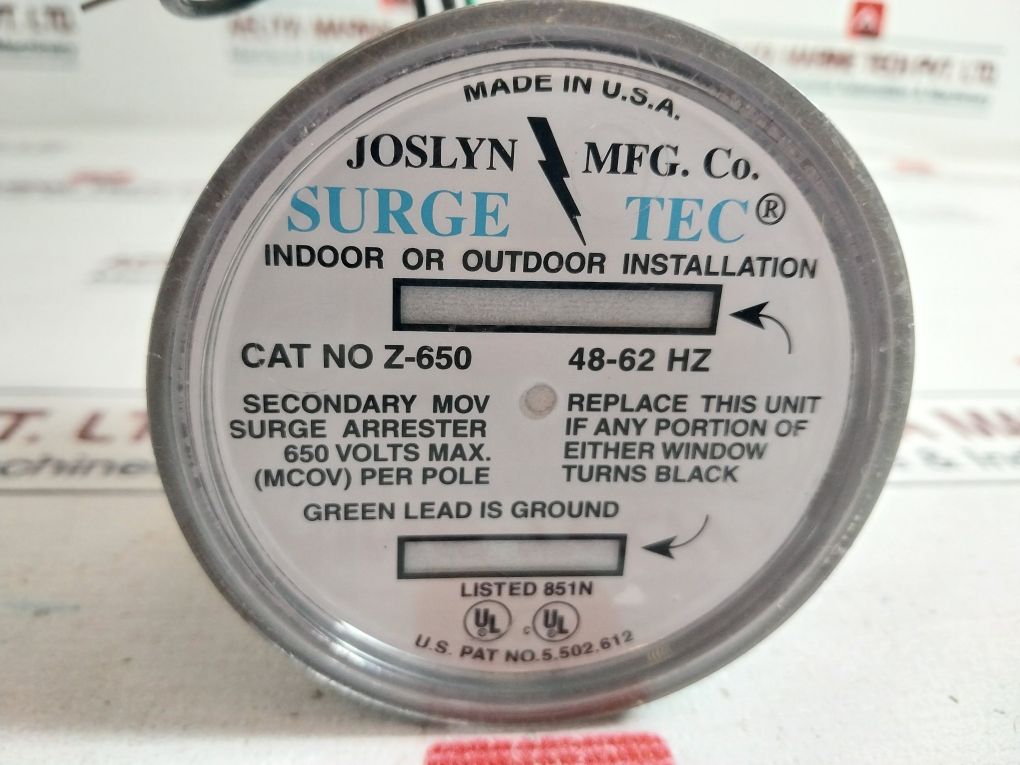 MADE IN U.S.A.
JOSLYN MFG. Co.
SURGE TEC®
INDOOR OR OUTDOOR INSTALLATION
CAT NO Z-650
48-62 HZ
SECONDARY MOV
SURGE ARRESTER
650 VOLTS MAX.
(MCOV) PER POLE
REPLACE THIS UNIT
IF ANY PORTION OF
EITHER WINDOW
TURNS BLACK
GREEN LEAD IS GROUND
LISTED 851N
UL c UL
U.S. PAT NO.5.502.612